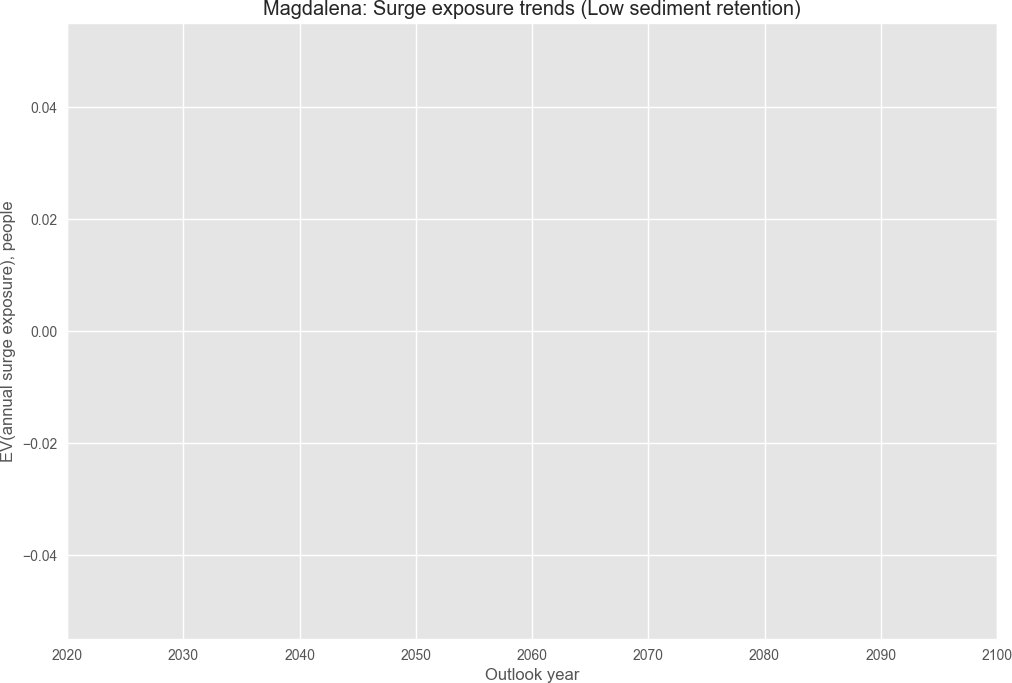 Magdalena: Surge exposure trends (Low sediment retention)
EV(annual surge exposure), people
0.04
0.02
0.00
−0.02
−0.04
2020 2030 2040 2050 2060 2070 2080 2090 2100
Outlook year